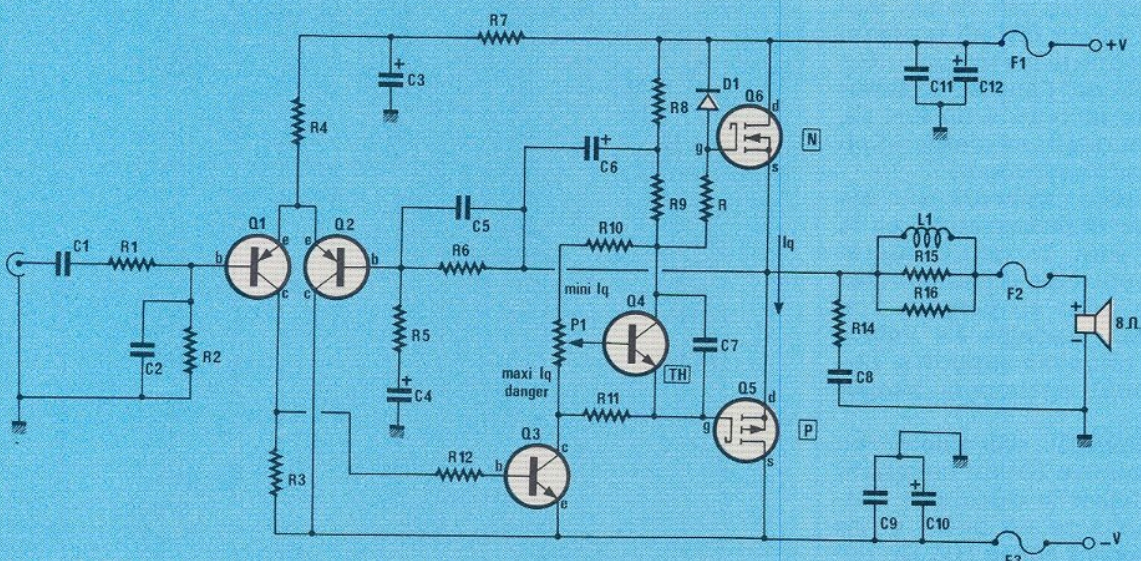 R7
+V
F1
C3
R4
R8
D1
Q6
d
N
g
s
C11
+
C12
+
+
C6
C5
R9
R
R10
L1
R15
R16
F2
C1
R1
Q1
Q2
e
e
b
b
c
c
R6
mini Iq
Iq
C2
R2
R5
+
C4
P1
Q4
TH
C7
R14
C8
+
8 Ω
−
maxi Iq
danger
R11
Q5
d
g
P
s
R3
R12
Q3
b
c
e
C9
+
C10
−V
F3